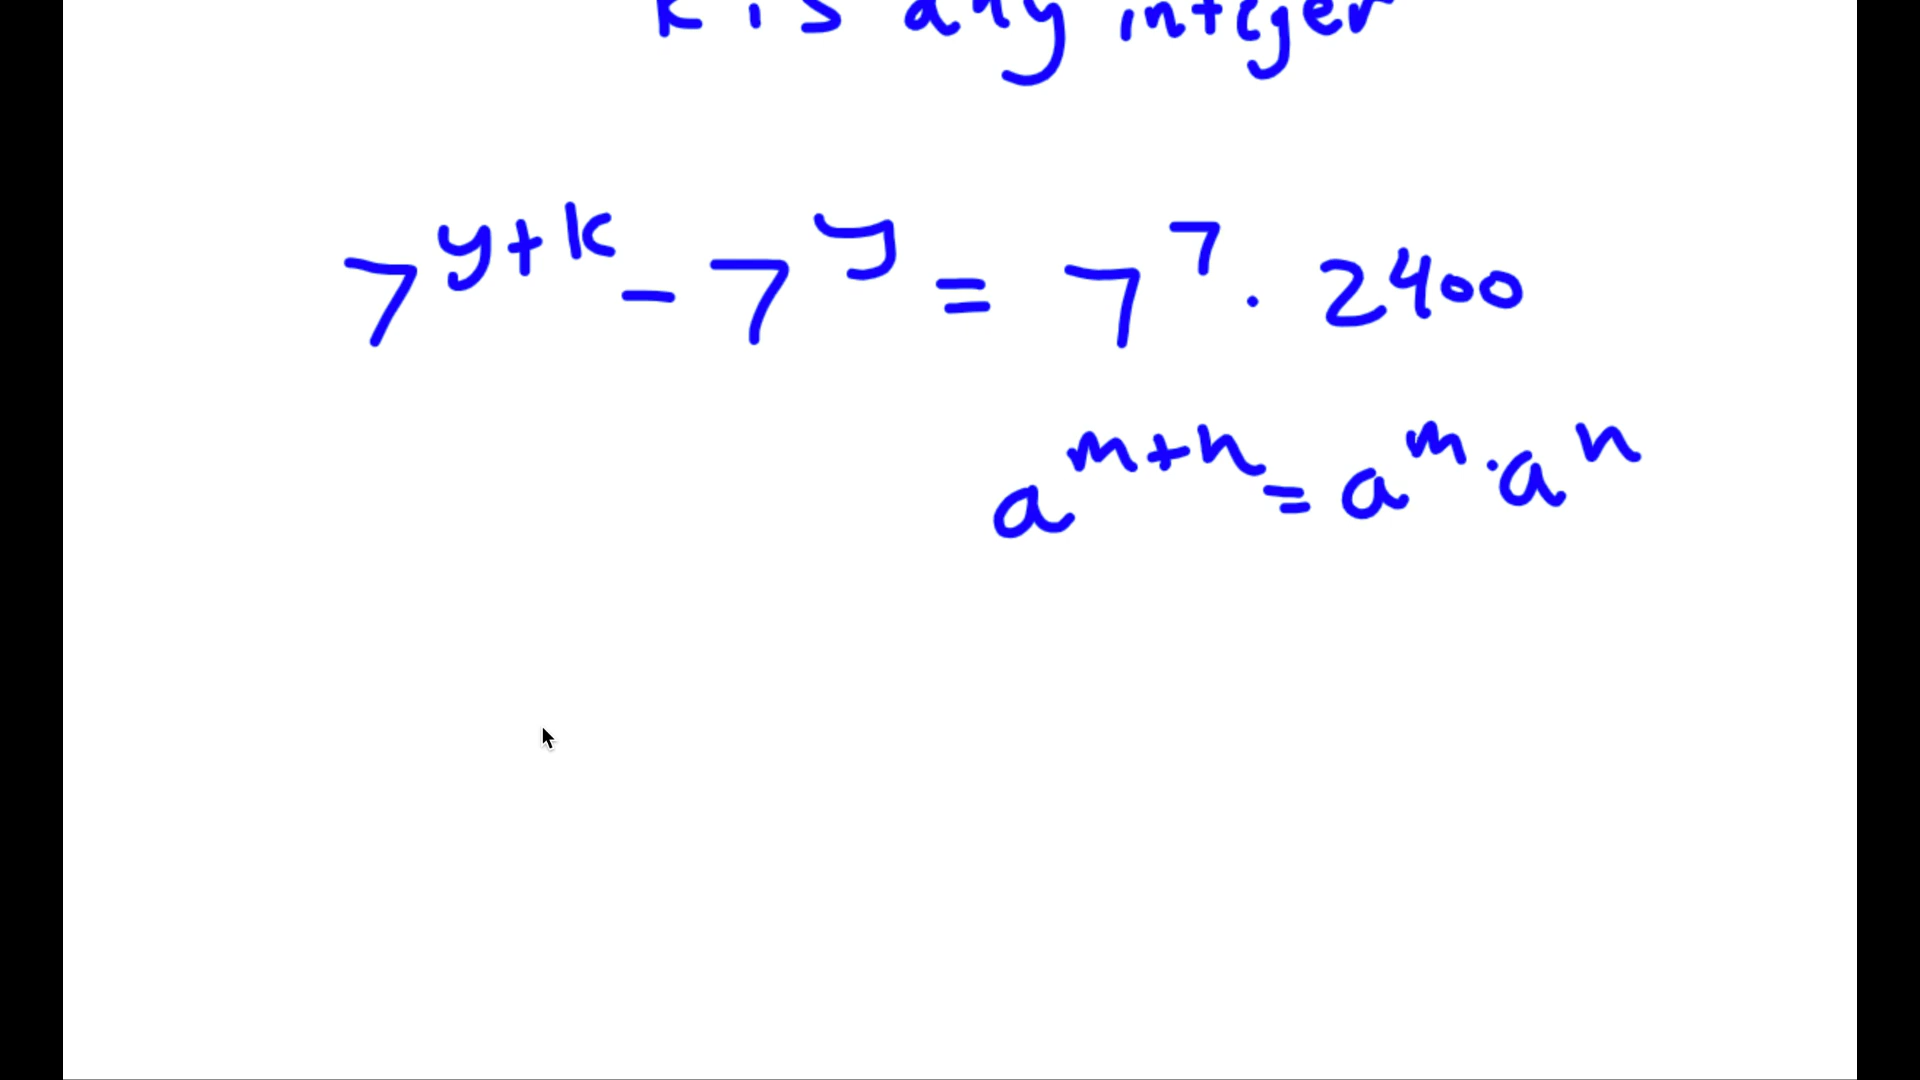 k is any integer
7^{y+k} - 7^y = 7^7 · 2400
a^{m+n} = a^m · a^n